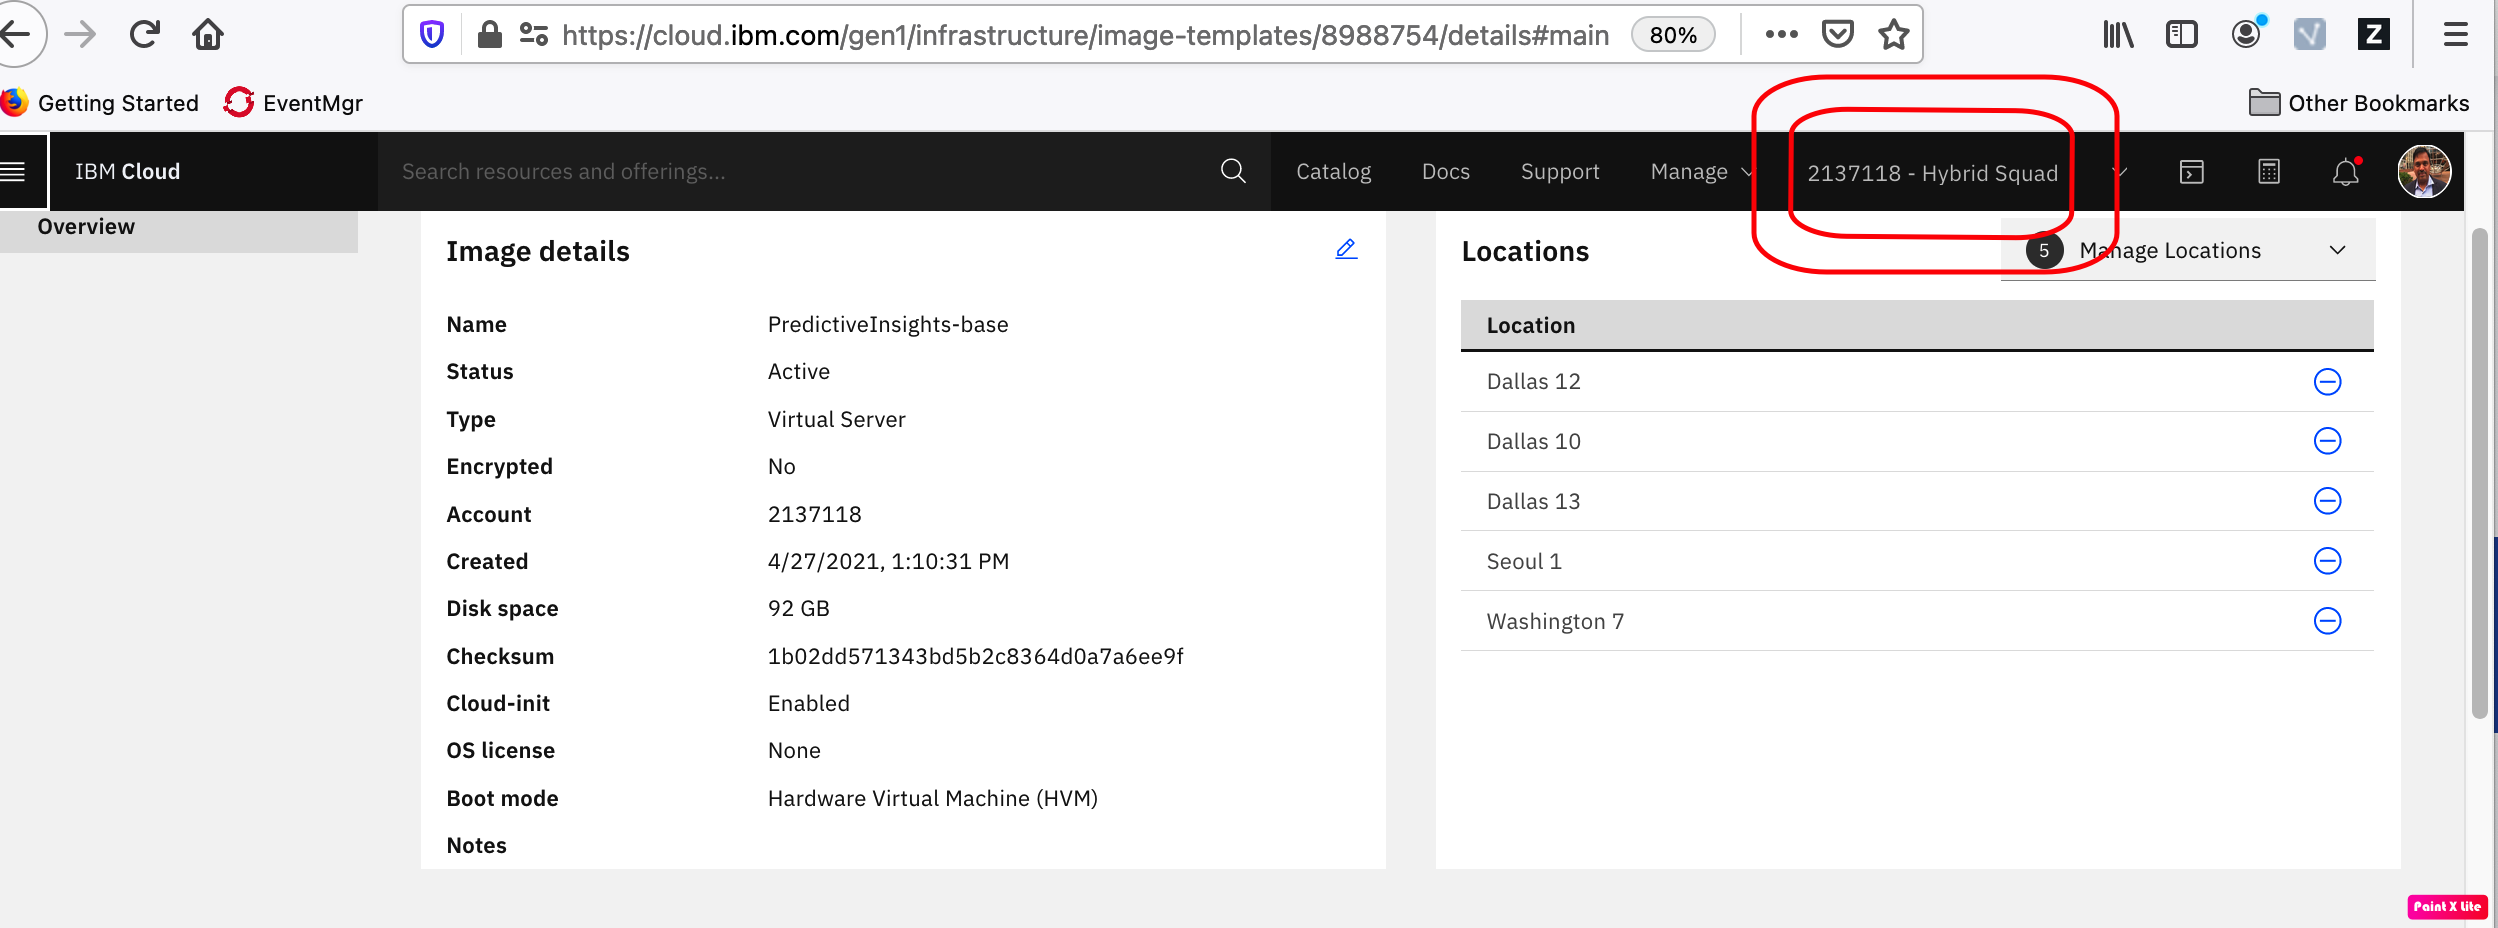 https://cloud.ibm.com/gen1/infrastructure/image-templates/8988754/details#main 80%
Getting Started EventMgr Other Bookmarks
IBM Cloud Search resources and offerings... Catalog Docs Support Manage 2137118 - Hybrid Squad
Overview
Image details
Name PredictiveInsights-base
Status Active
Type Virtual Server
Encrypted No
Account 2137118
Created 4/27/2021, 1:10:31 PM
Disk space 92 GB
Checksum 1b02dd571343bd5b2c8364d0a7a6ee9f
Cloud-init Enabled
OS license None
Boot mode Hardware Virtual Machine (HVM)
Notes
Locations 5 Manage Locations
Location
Dallas 12
Dallas 10
Dallas 13
Seoul 1
Washington 7
Paint X Lite